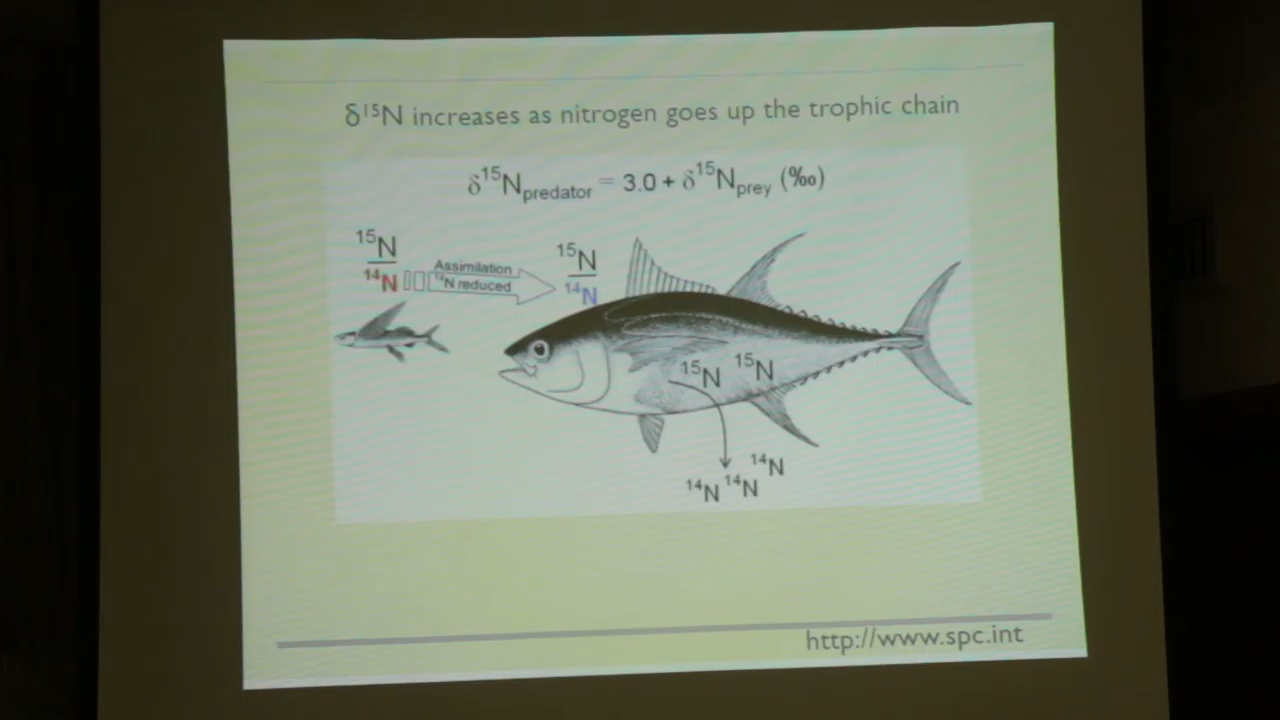 δ¹⁵N increases as nitrogen goes up the trophic chain
δ¹⁵Npredator = 3.0 + δ¹⁵Nprey (‰)
¹⁵N
¹⁴N
Assimilation
¹⁴N reduced
¹⁵N
¹⁴N
¹⁵N ¹⁵N
¹⁴N ¹⁴N ¹⁴N
http://www.spc.int